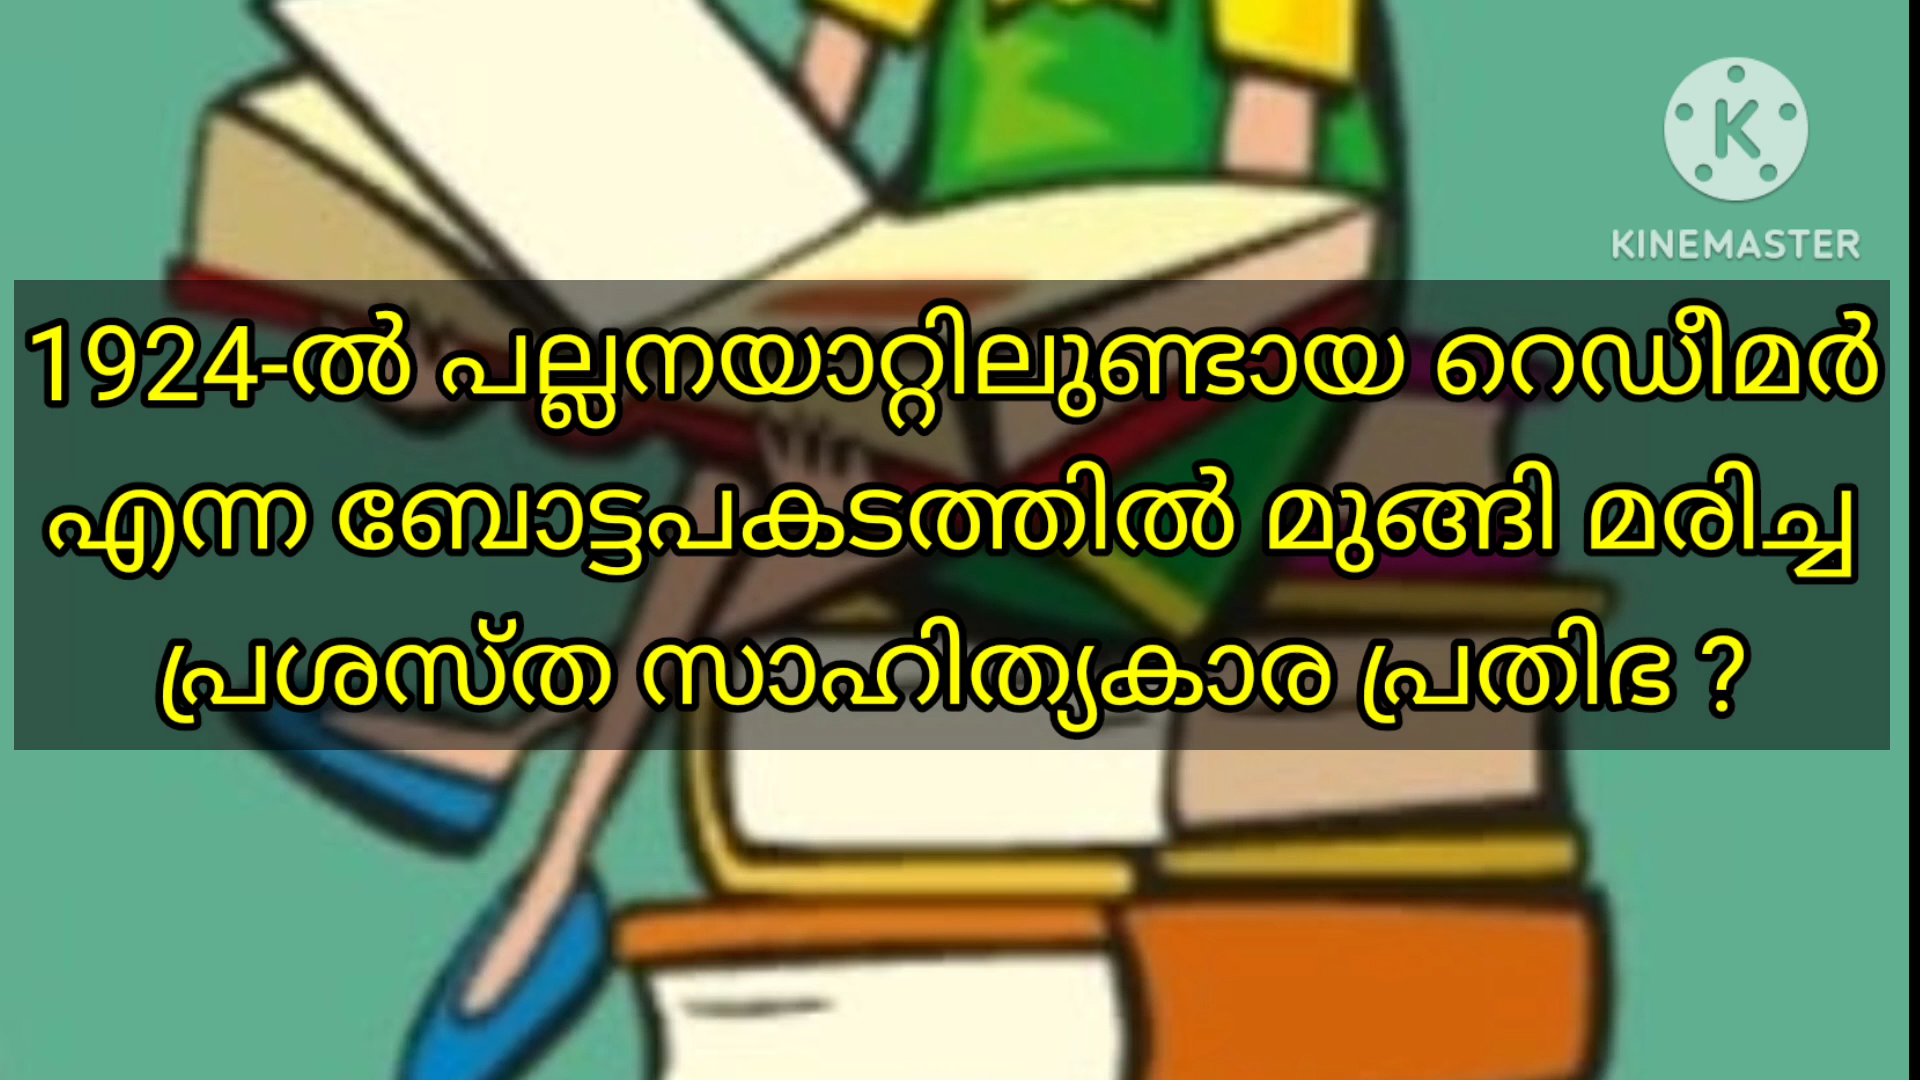 KINEMASTER
1924-ൽ പല്ലനയാറ്റിലുണ്ടായ റെഡീമർ
എന്ന ബോട്ടപകടത്തിൽ മുങ്ങി മരിച്ച
പ്രശസ്ത സാഹിത്യകാര പ്രതിഭ ?